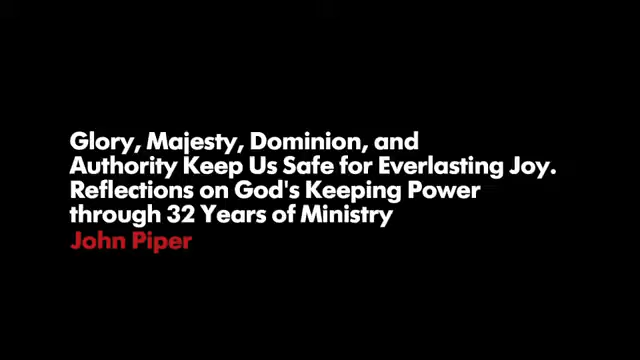 Glory, Majesty, Dominion, and
Authority Keep Us Safe for Everlasting Joy.
Reflections on God's Keeping Power
through 32 Years of Ministry
John Piper